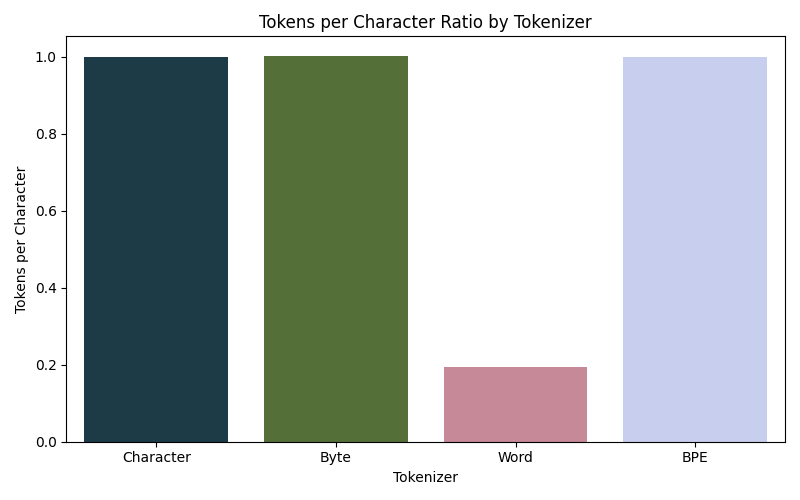 Tokens per Character Ratio by Tokenizer
Tokens per Character
1.0
0.8
0.6
0.4
0.2
0.0
Character Byte Word BPE
Tokenizer